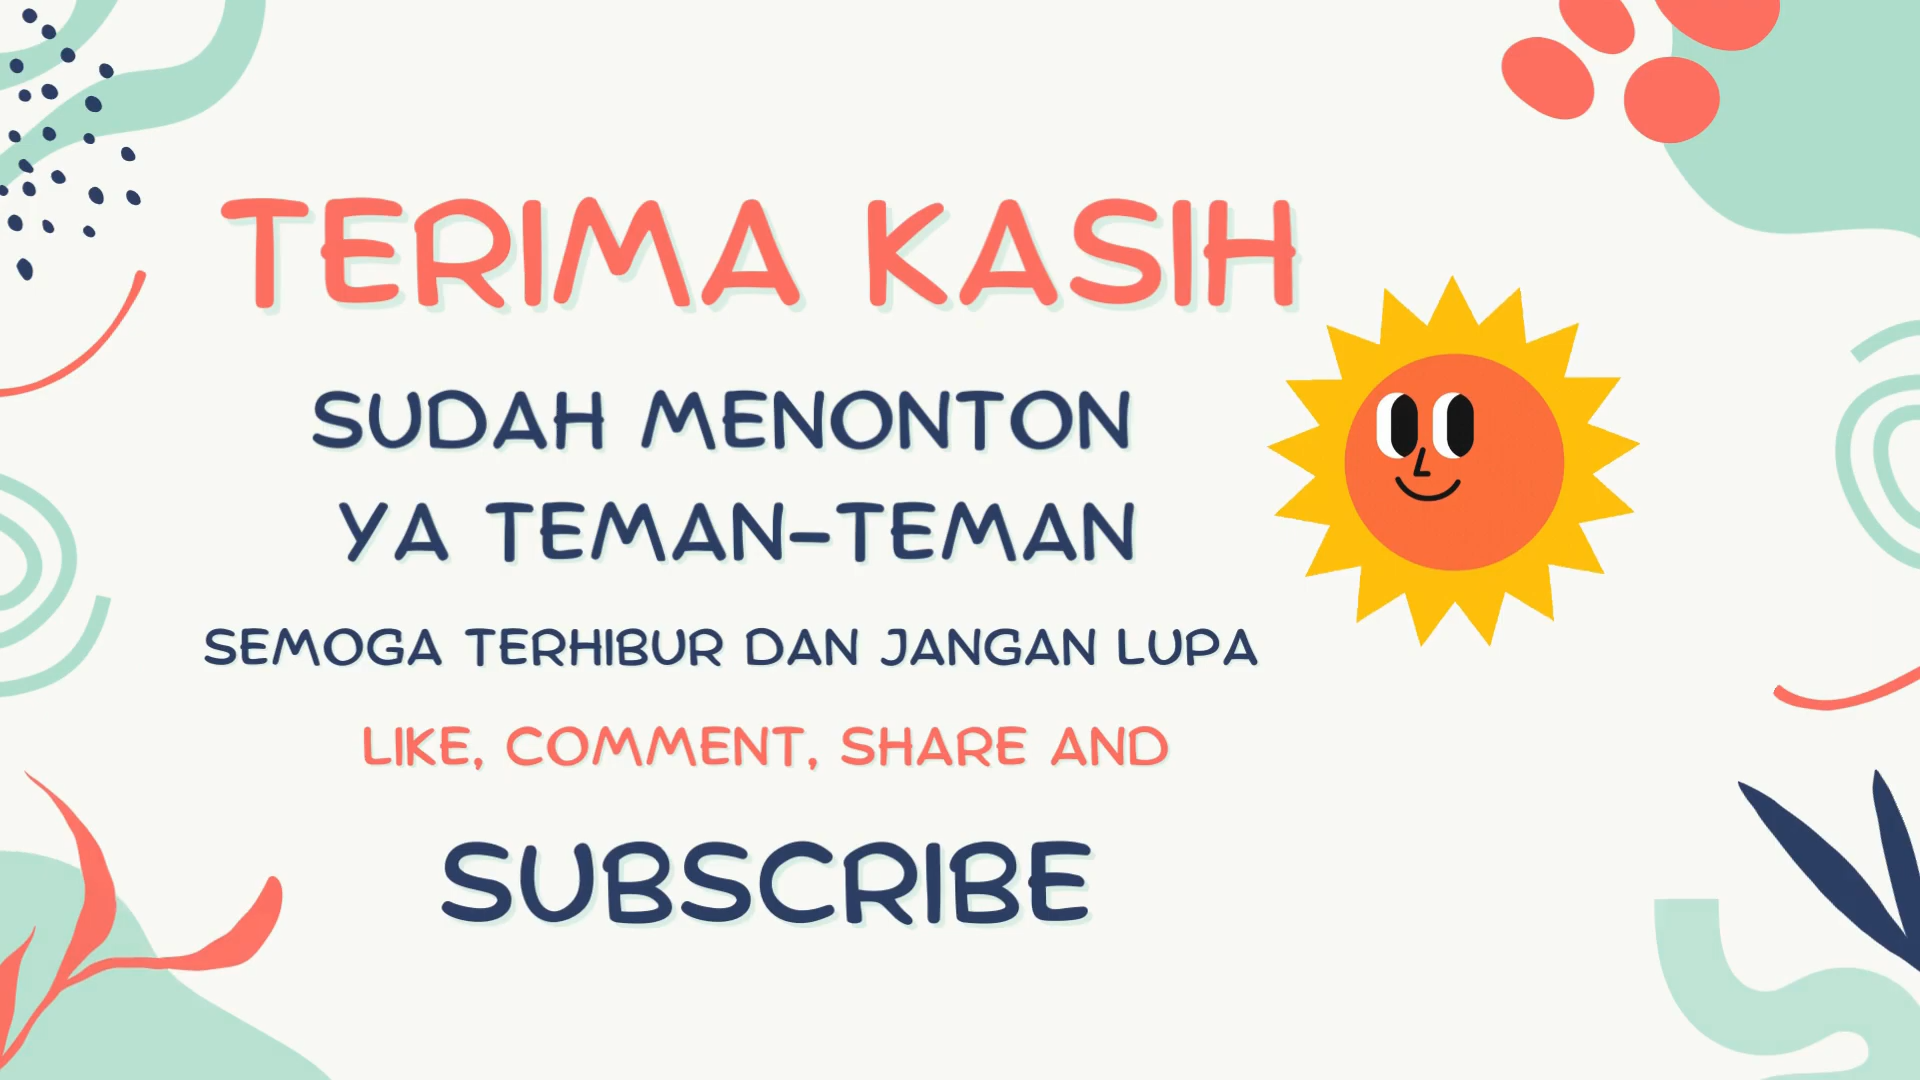 TERIMA KASIH
SUDAH MENONTON
YA TEMAN-TEMAN
SEMOGA TERHIBUR DAN JANGAN LUPA
LIKE, COMMENT, SHARE AND
SUBSCRIBE